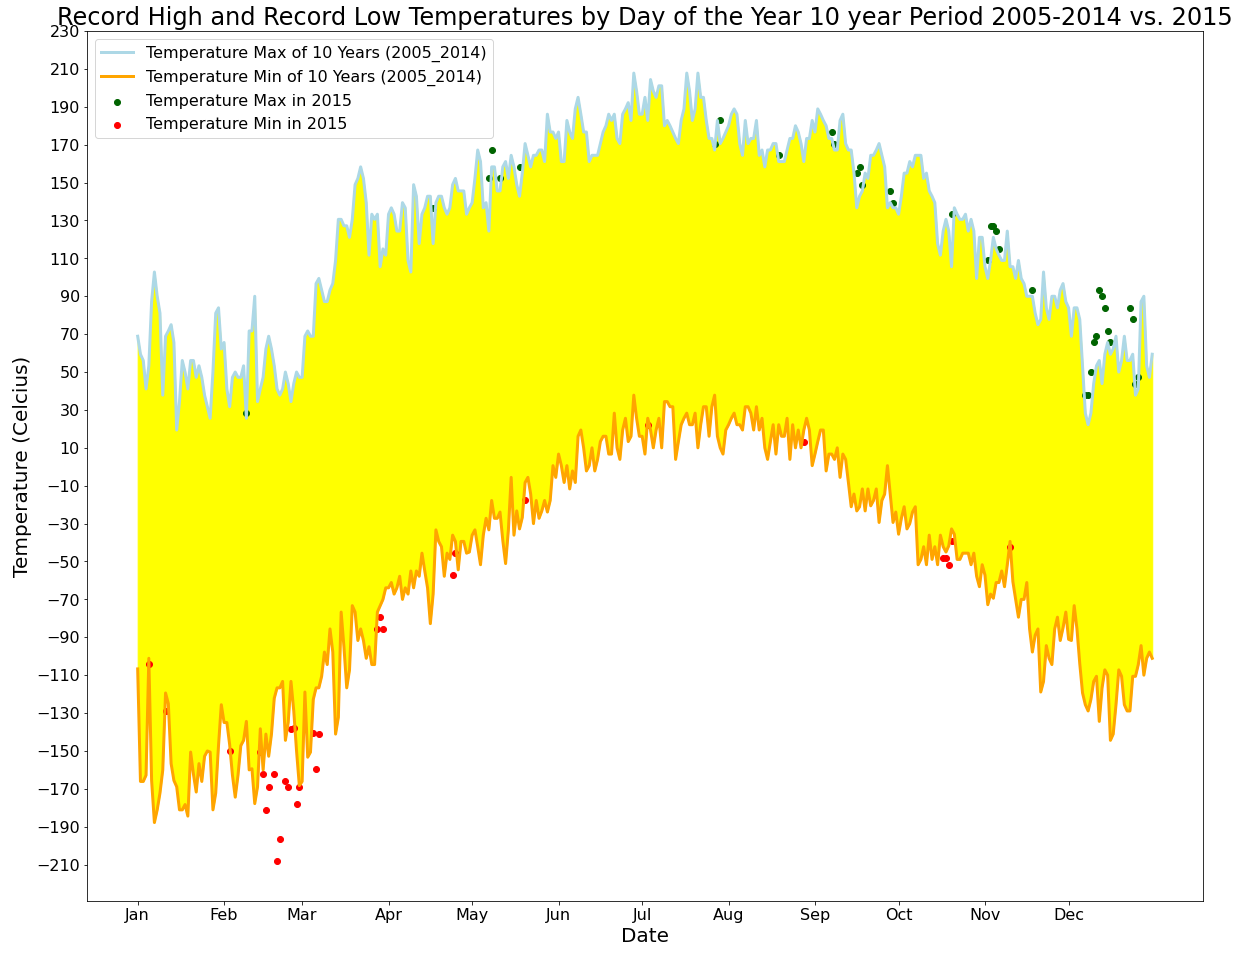 Record High and Record Low Temperatures by Day of the Year 10 year Period 2005-2014 vs. 2015
Temperature Max of 10 Years (2005_2014)
Temperature Min of 10 Years (2005_2014)
Temperature Max in 2015
Temperature Min in 2015
Temperature (Celcius)
230
210
190
170
150
130
110
90
70
50
30
10
−10
−30
−50
−70
−90
−110
−130
−150
−170
−190
−210
Jan Feb Mar Apr May Jun Jul Aug Sep Oct Nov Dec
Date